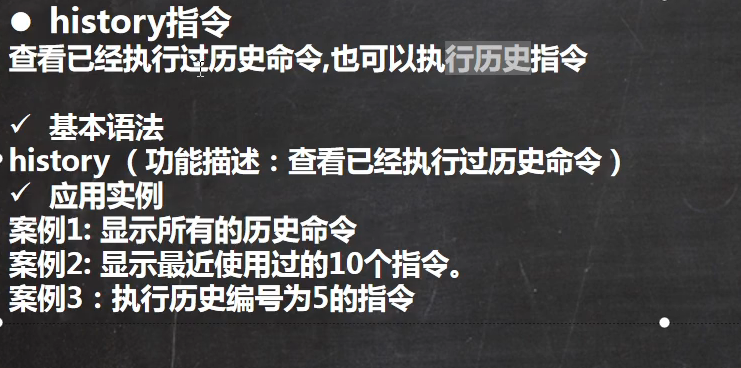 ● history指令
查看已经执行过历史命令,也可以执行历史指令
✓ 基本语法
history （功能描述：查看已经执行过历史命令）
✓ 应用实例
案例1: 显示所有的历史命令
案例2: 显示最近使用过的10个指令。
案例3：执行历史编号为5的指令